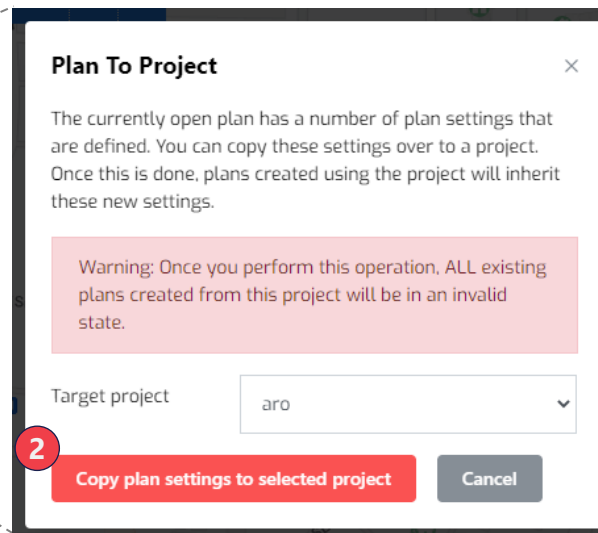 Plan To Project
×
The currently open plan has a number of plan settings that
are defined. You can copy these settings over to a project.
Once this is done, plans created using the project will inherit
these new settings.
Warning: Once you perform this operation, ALL existing
plans created from this project will be in an invalid
state.
Target project
aro
2
Copy plan settings to selected project
Cancel